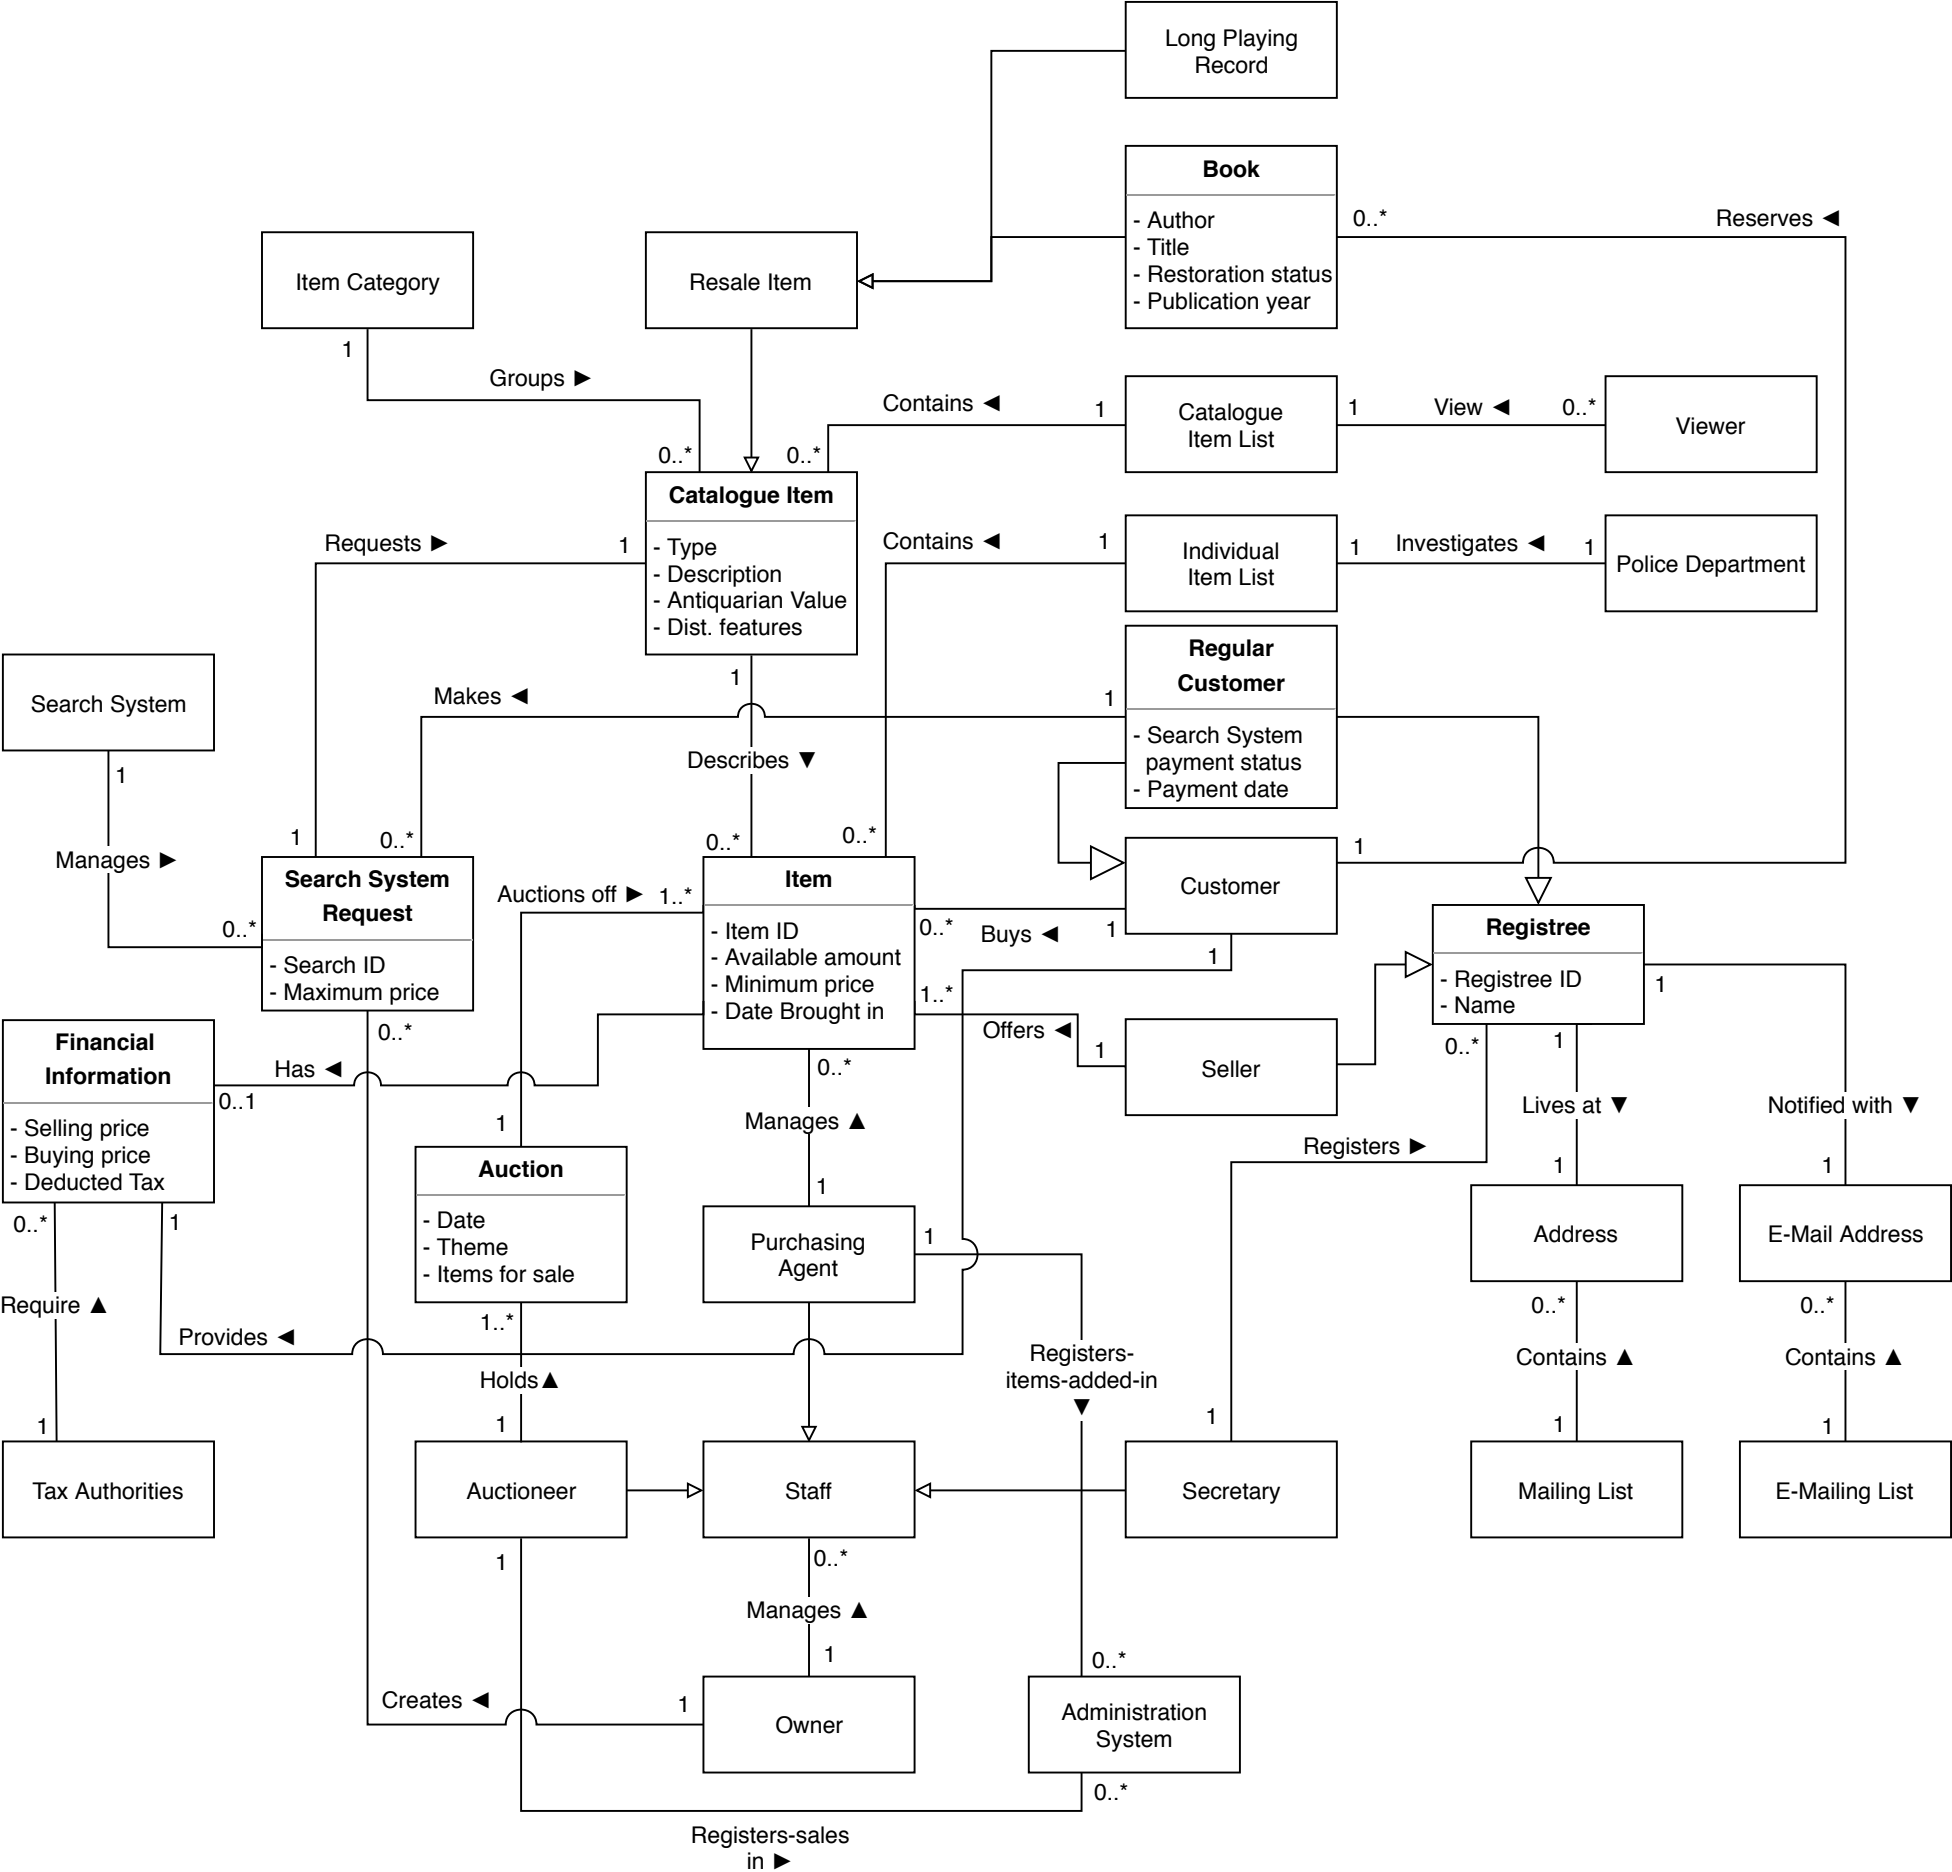 Long Playing
Record
Book
- Author
- Title
- Restoration status
- Publication year
0..*
Reserves ◄
Item Category
Resale Item
1
Groups ►
0..*
Contains ◄
1
0..*
Catalogue
Item List
1
View ◄
0..*
Viewer
Catalogue Item
- Type
- Description
- Antiquarian Value
- Dist. features
Requests ►
1
1
Contains ◄
1
0..*
Individual
Item List
1
Investigates ◄
1
Police Department
Regular
Customer
- Search System
payment status
- Payment date
Makes ◄
1
0..*
1
Describes ▼
0..*
Search System
1
Manages ►
0..*
Search System
Request
- Search ID
- Maximum price
0..*
Auctions off ►
1..*
Item
- Item ID
- Available amount
- Minimum price
- Date Brought in
0..*
Buys ◄
1
Customer
1
1
1..*
Offers ◄
1
Seller
Registree
- Registree ID
- Name
1
0..*
1
Financial
Information
- Selling price
- Buying price
- Deducted Tax
Has ◄
0..1
0..*
1
1
Auction
- Date
- Theme
- Items for sale
1..*
0..*
Manages ▲
1
Purchasing
Agent
1
Registers ►
Lives at ▼
1
Notified with ▼
1
Address
E-Mail Address
0..*
0..*
Require ▲
Provides ◄
Holds▲
Registers-
items-added-in
▼
Contains ▲
Contains ▲
1
1
1
1
1
Tax Authorities
Auctioneer
Staff
Secretary
Mailing List
E-Mailing List
1
0..*
Manages ▲
1
0..*
Creates ◄
1
Owner
Administration
System
0..*
Registers-sales
in ►